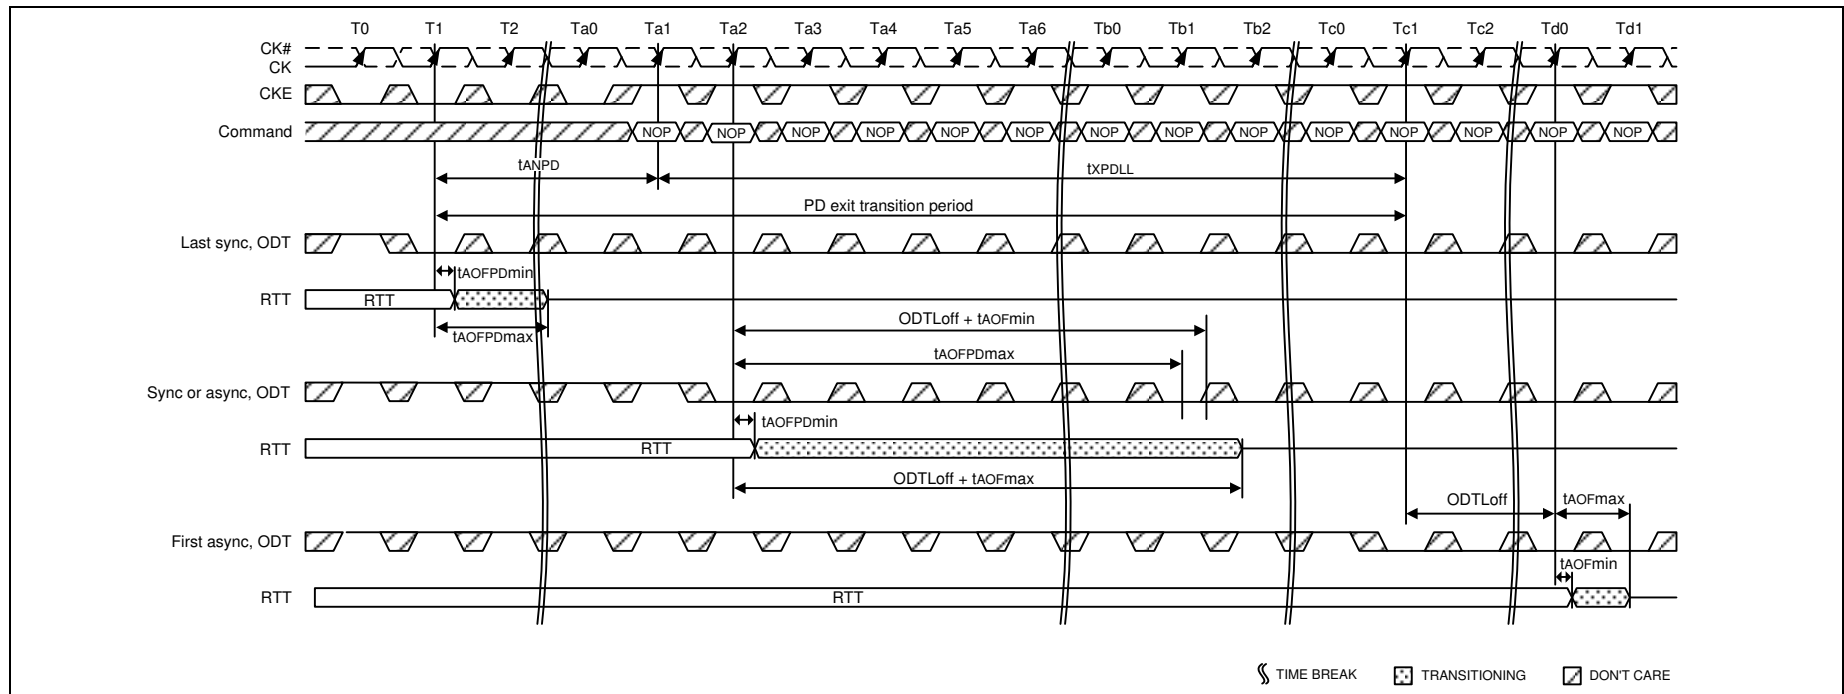 T0 T1 T2 Ta0 Ta1 Ta2 Ta3 Ta4 Ta5 Ta6 Tb0 Tb1 Tb2 Tc0 Tc1 Tc2 Td0 Td1
CK#
CK
CKE
Command NOP NOP NOP NOP NOP NOP NOP NOP NOP NOP NOP NOP NOP NOP
tANPD tXPDLL
PD exit transition period
Last sync, ODT
tAOFPDmin
RTT RTT
tAOFPDmax
ODTLoff + tAOFmin
tAOFPDmax
Sync or async, ODT
tAOFPDmin
RTT RTT
ODTLoff + tAOFmax
ODTLoff tAOFmax
First async, ODT
tAOFmin
RTT RTT
TIME BREAK TRANSITIONING DON'T CARE